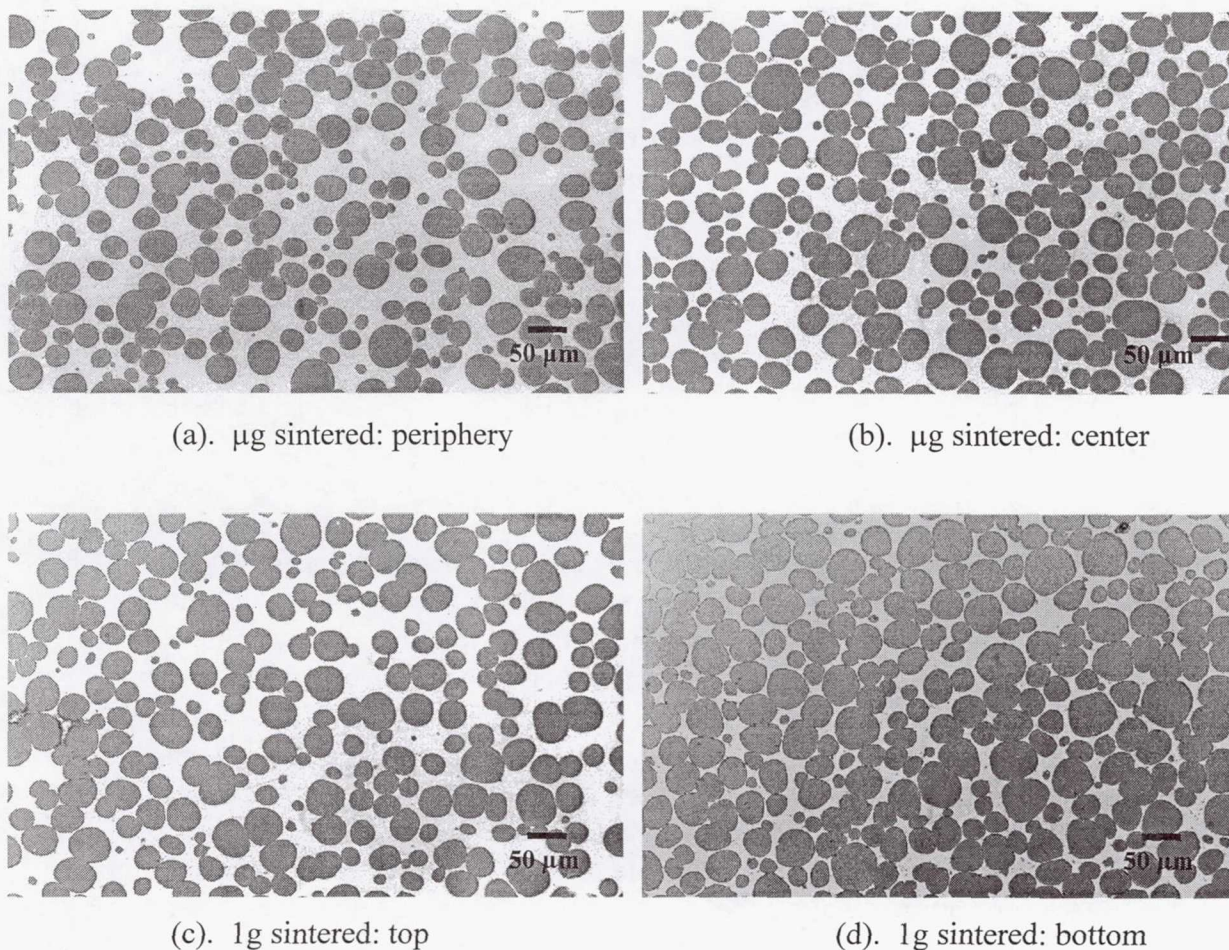 50 μm
50 μm
(a). μg sintered: periphery
(b). μg sintered: center
50 μm
50 μm
(c). 1g sintered: top
(d). 1g sintered: bottom